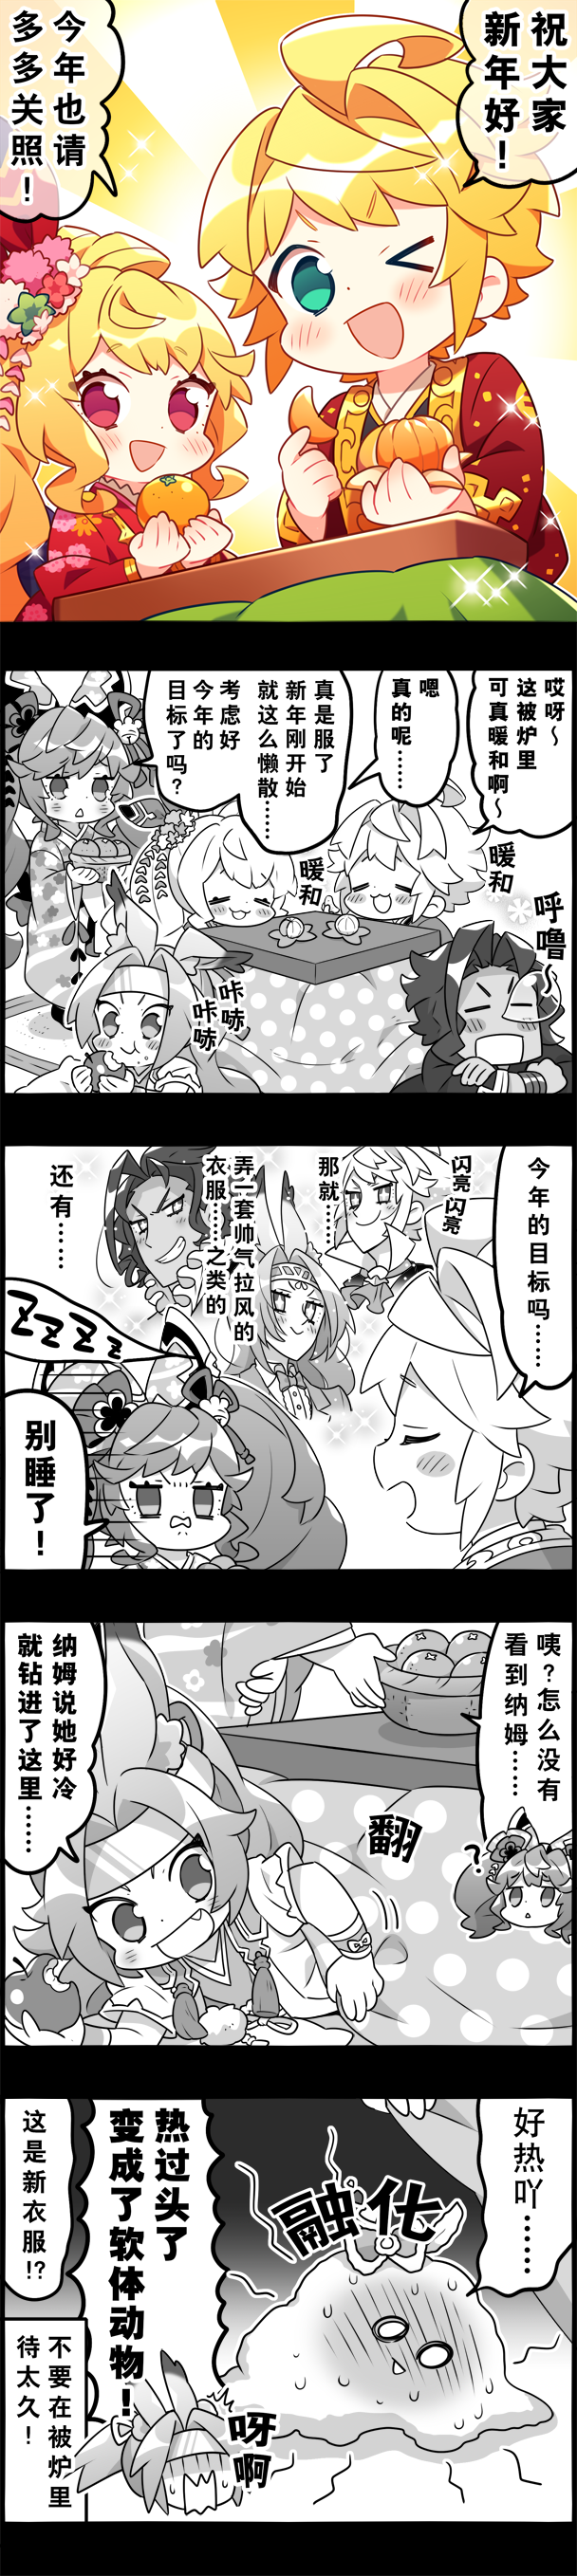 祝大家
新年好！
今年也请
多多关照！
哎呀～
这被炉里
可真暖和啊～
嗯
真的呢……
真是服了
新年刚开始
就这么懒散……
考虑好
今年的
目标了吗？
暖和
暖和
呼噜～
咔哧
咔哧
今年的目标吗……
闪亮闪亮
那就……
弄一套帅气拉风的
衣服……之类的
还有……
ZZZZ
别睡了！
咦？怎么没有
看到纳姆……
?
翻
纳姆说她好冷
就钻进了这里……
好热吖……
融化
热过头了
变成了软体动物！
呀啊
这是新衣服!?
不要在被炉里
待太久！